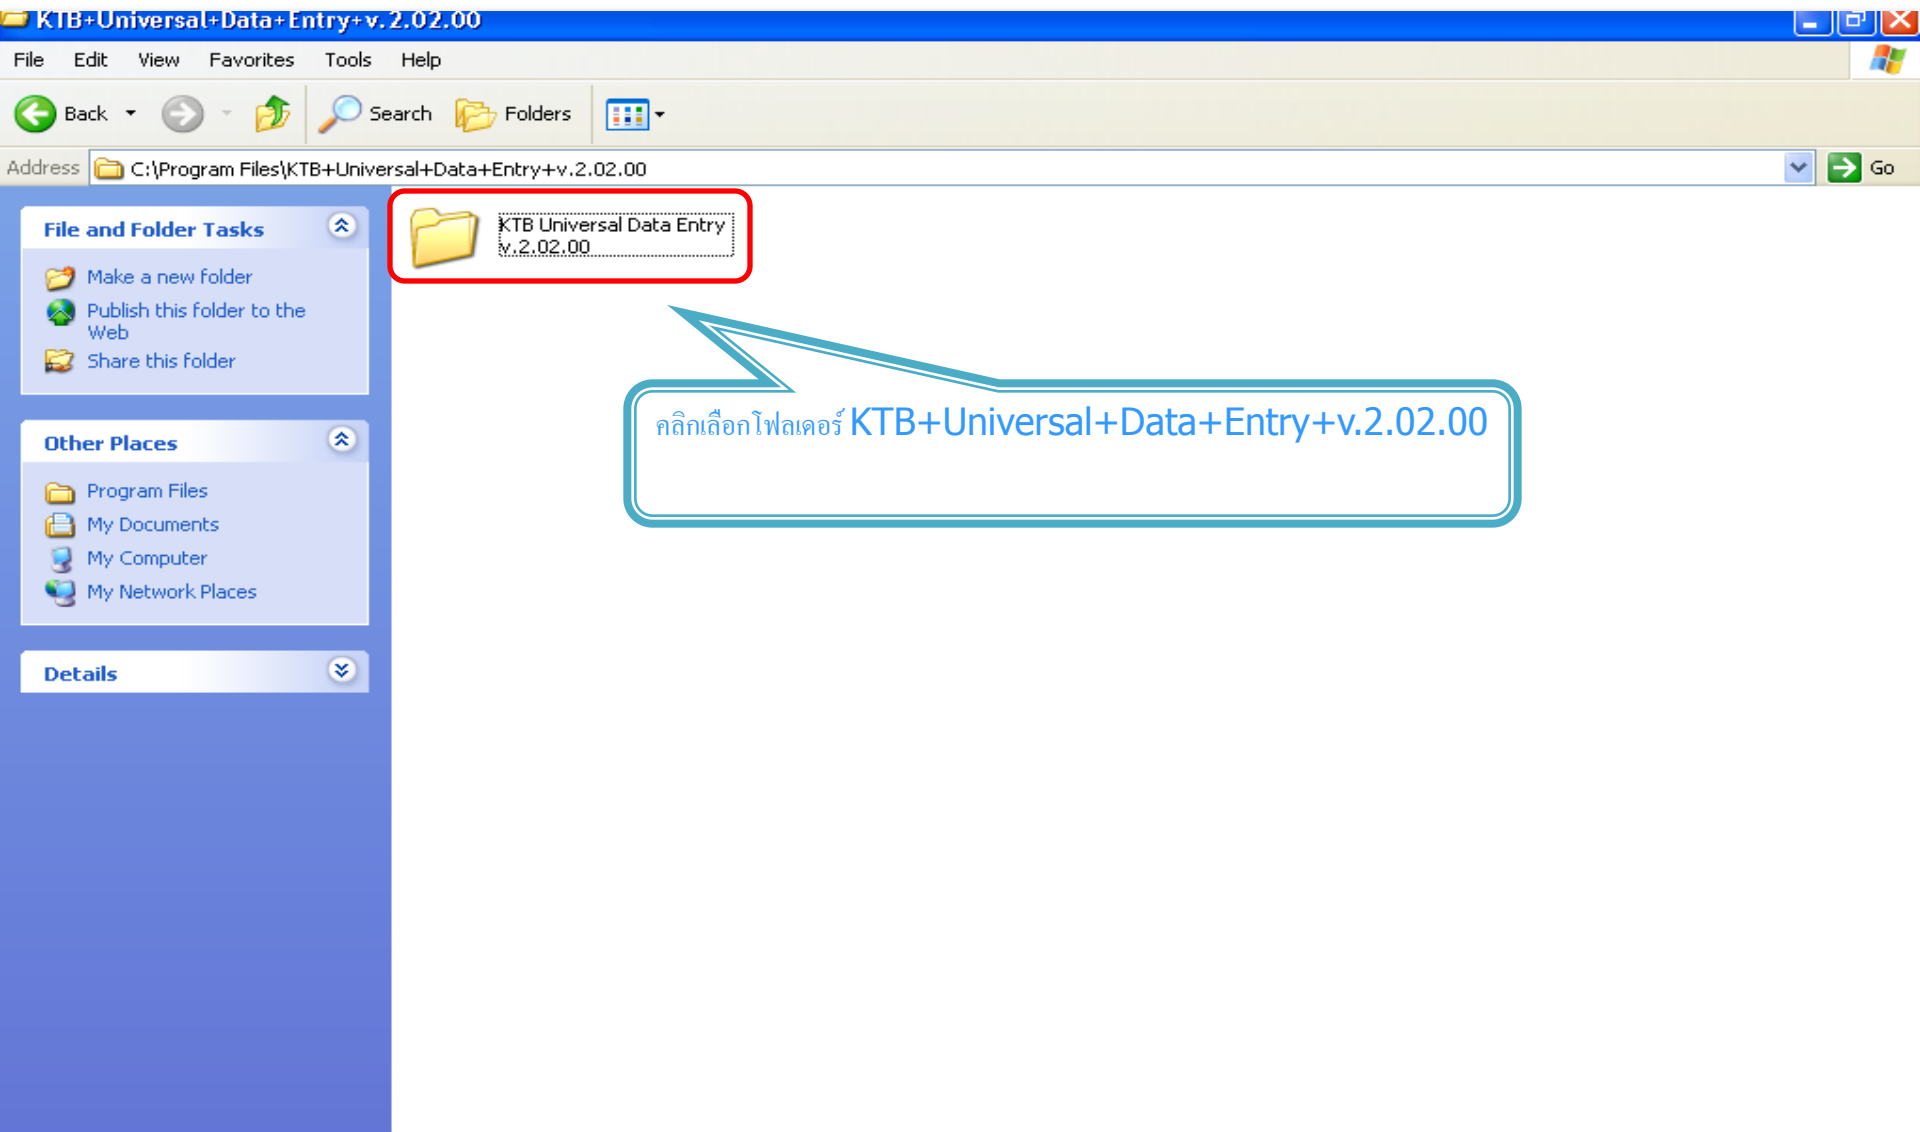 KTB+Universal+Data+Entry+v.2.02.00
File Edit View Favorites Tools Help
Back Search Folders
Address C:\Program Files\KTB+Universal+Data+Entry+v.2.02.00 Go
File and Folder Tasks
Make a new folder
Publish this folder to the
Web
Share this folder
Other Places
Program Files
My Documents
My Computer
My Network Places
Details
KTB Universal Data Entry
v.2.02.00
คลิกเลือกโฟลเดอร์ KTB+Universal+Data+Entry+v.2.02.00